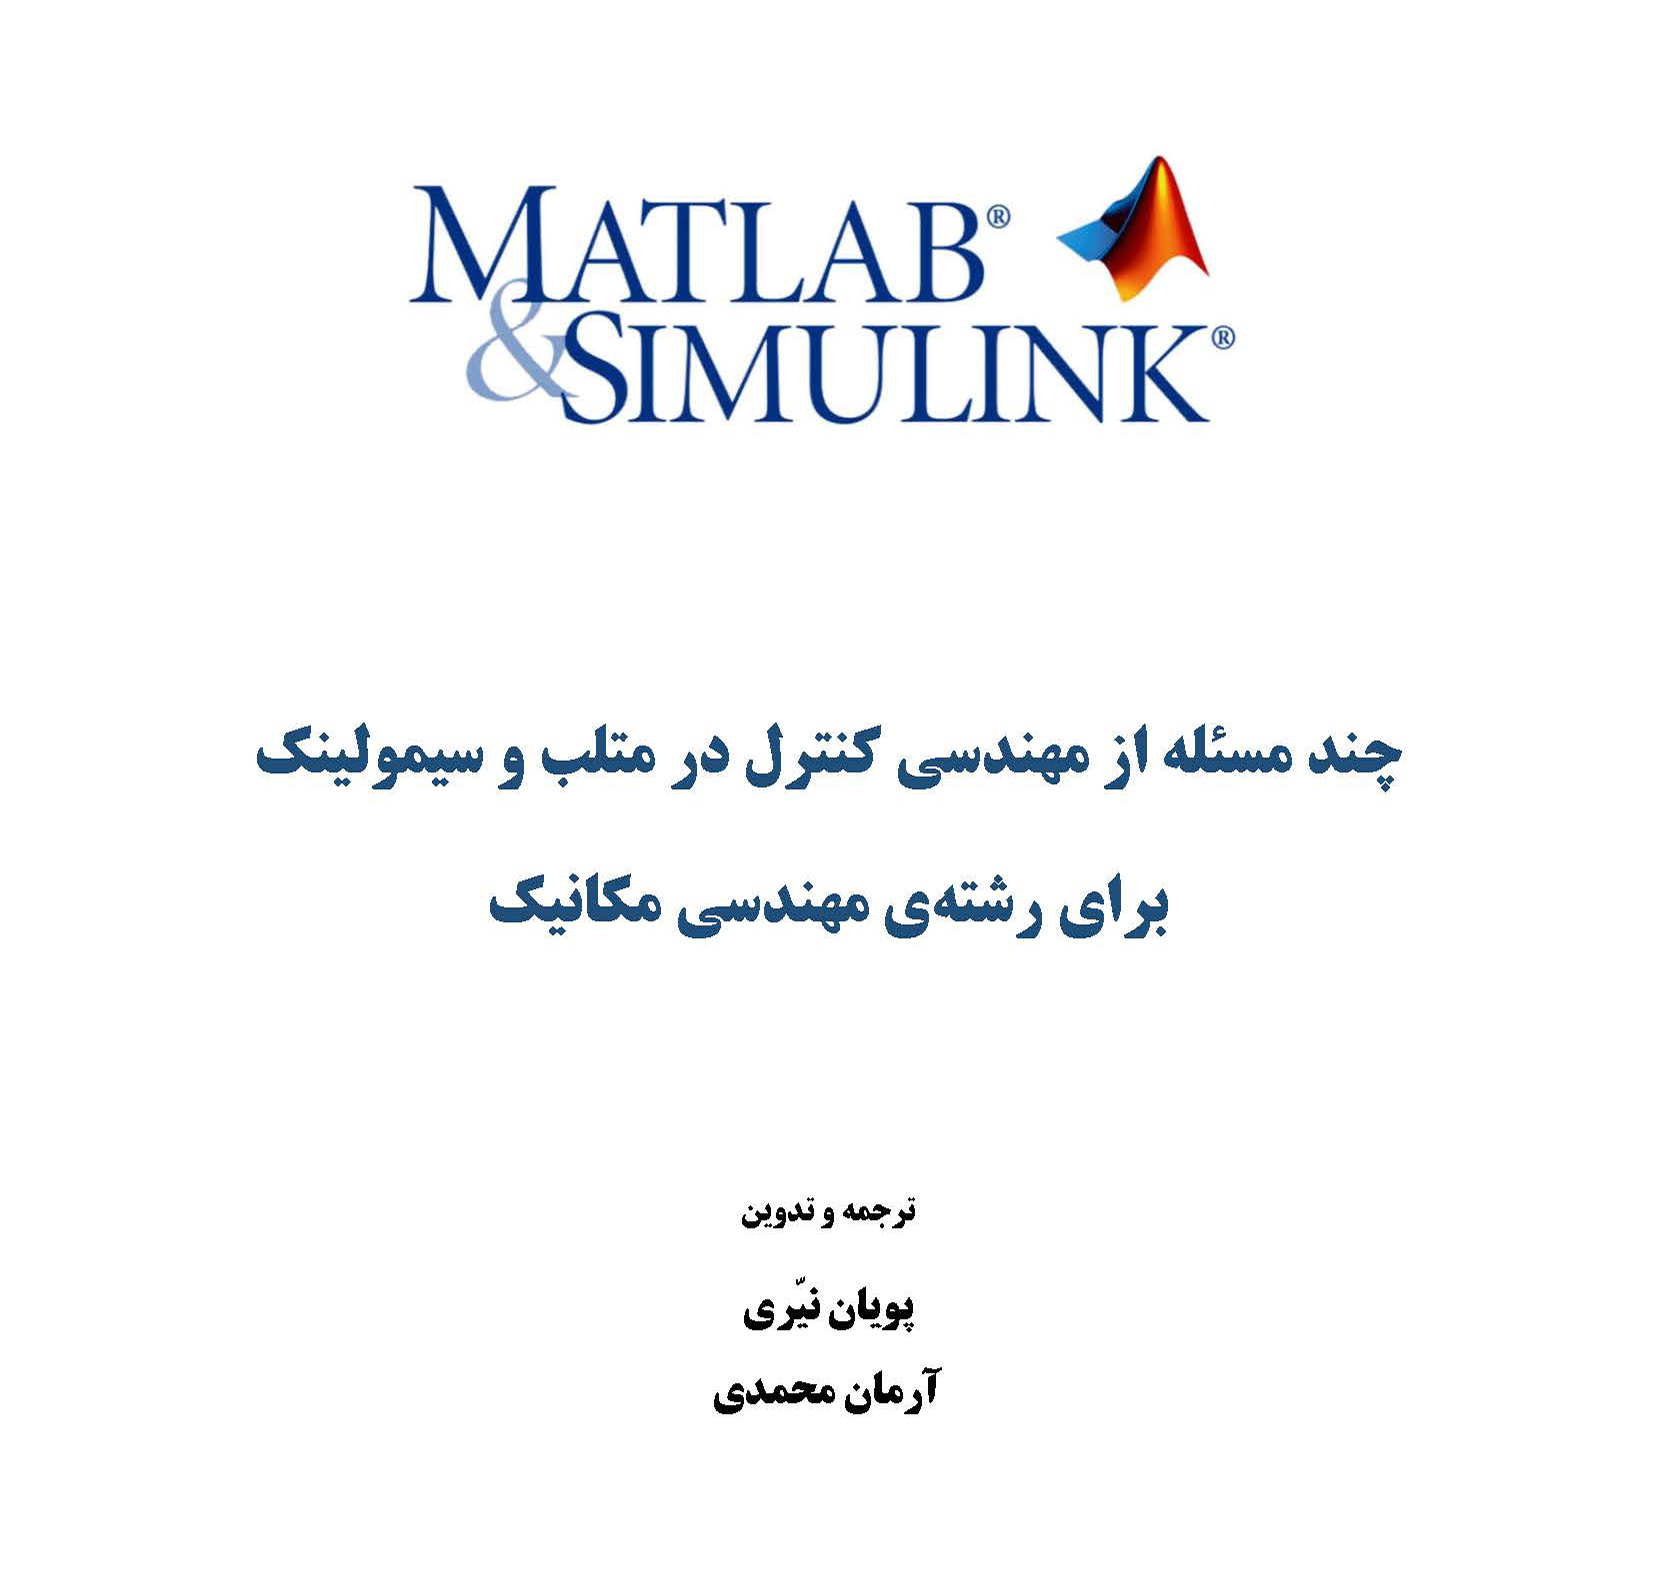 MATLAB®
&SIMULINK®
چند مسئله از مهندسی کنترل در متلب و سیمولینک
برای رشته‌ی مهندسی مکانیک
ترجمه و تدوین
پویان نیّری
آرمان محمدی